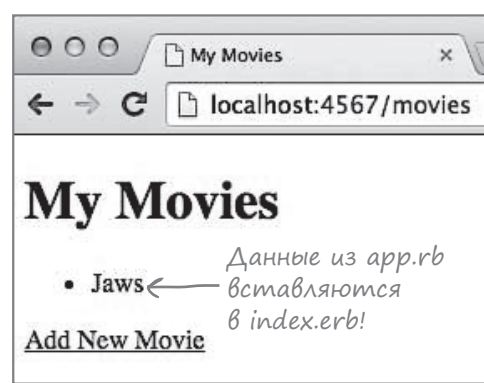 My Movies ×
localhost:4567/movies
My Movies
• Jaws
Данные из app.rb
вставляются
в index.erb!
Add New Movie